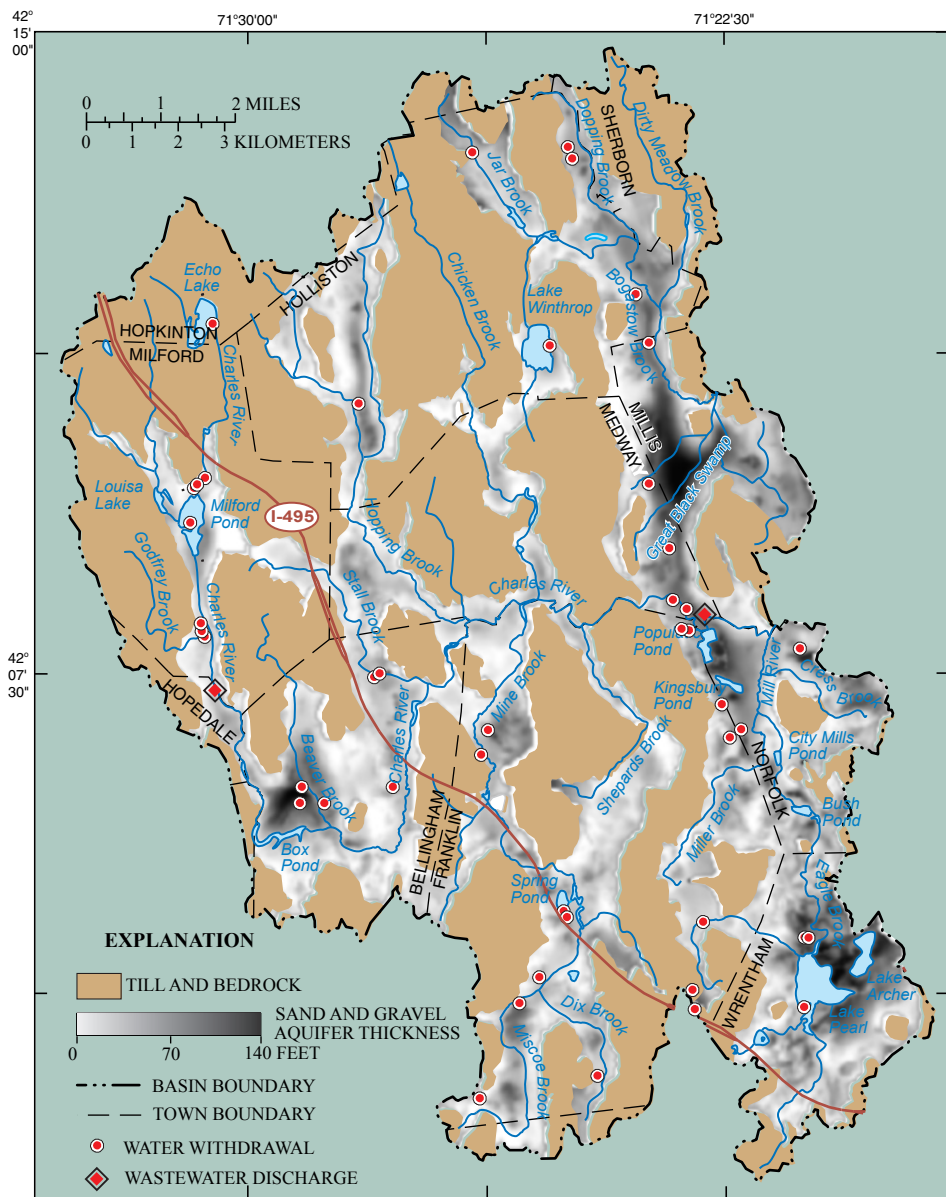 42°
15'
00"
71°30'00"
71°22'30"
0 1 2 MILES
0 1 2 3 KILOMETERS
Jar Brook
Dopping Brook
SHERBORN
Dirty Meadow Brook
Echo
Lake
HOLLISTON
Chicken Brook
Lake
Winthrop
Bogastow Brook
HOPKINTON
MILFORD
Charles River
MILLIS
MEDWAY
Great Black Swamp
Louisa
Lake
Milford
Pond
I-495
Godfrey Brook
Charles River
Hopping Brook
Stall Brook
Charles River
Populatic
Pond
42°
07'
30"
HOPEDALE
Kingsbury
Pond
Mill River
Cress Brook
Mine Brook
Charles River
City Mills
Pond
NORFOLK
Shepards Brook
Beaver Brook
Miller Brook
Bush
Pond
Box
Pond
BELLINGHAM
FRANKLIN
Spring
Pond
Eagle Brook
WRENTHAM
Lake
Archer
Lake
Pearl
Dix Brook
Miscoe Brook
EXPLANATION
TILL AND BEDROCK
SAND AND GRAVEL
AQUIFER THICKNESS
0 70 140 FEET
BASIN BOUNDARY
TOWN BOUNDARY
WATER WITHDRAWAL
WASTEWATER DISCHARGE